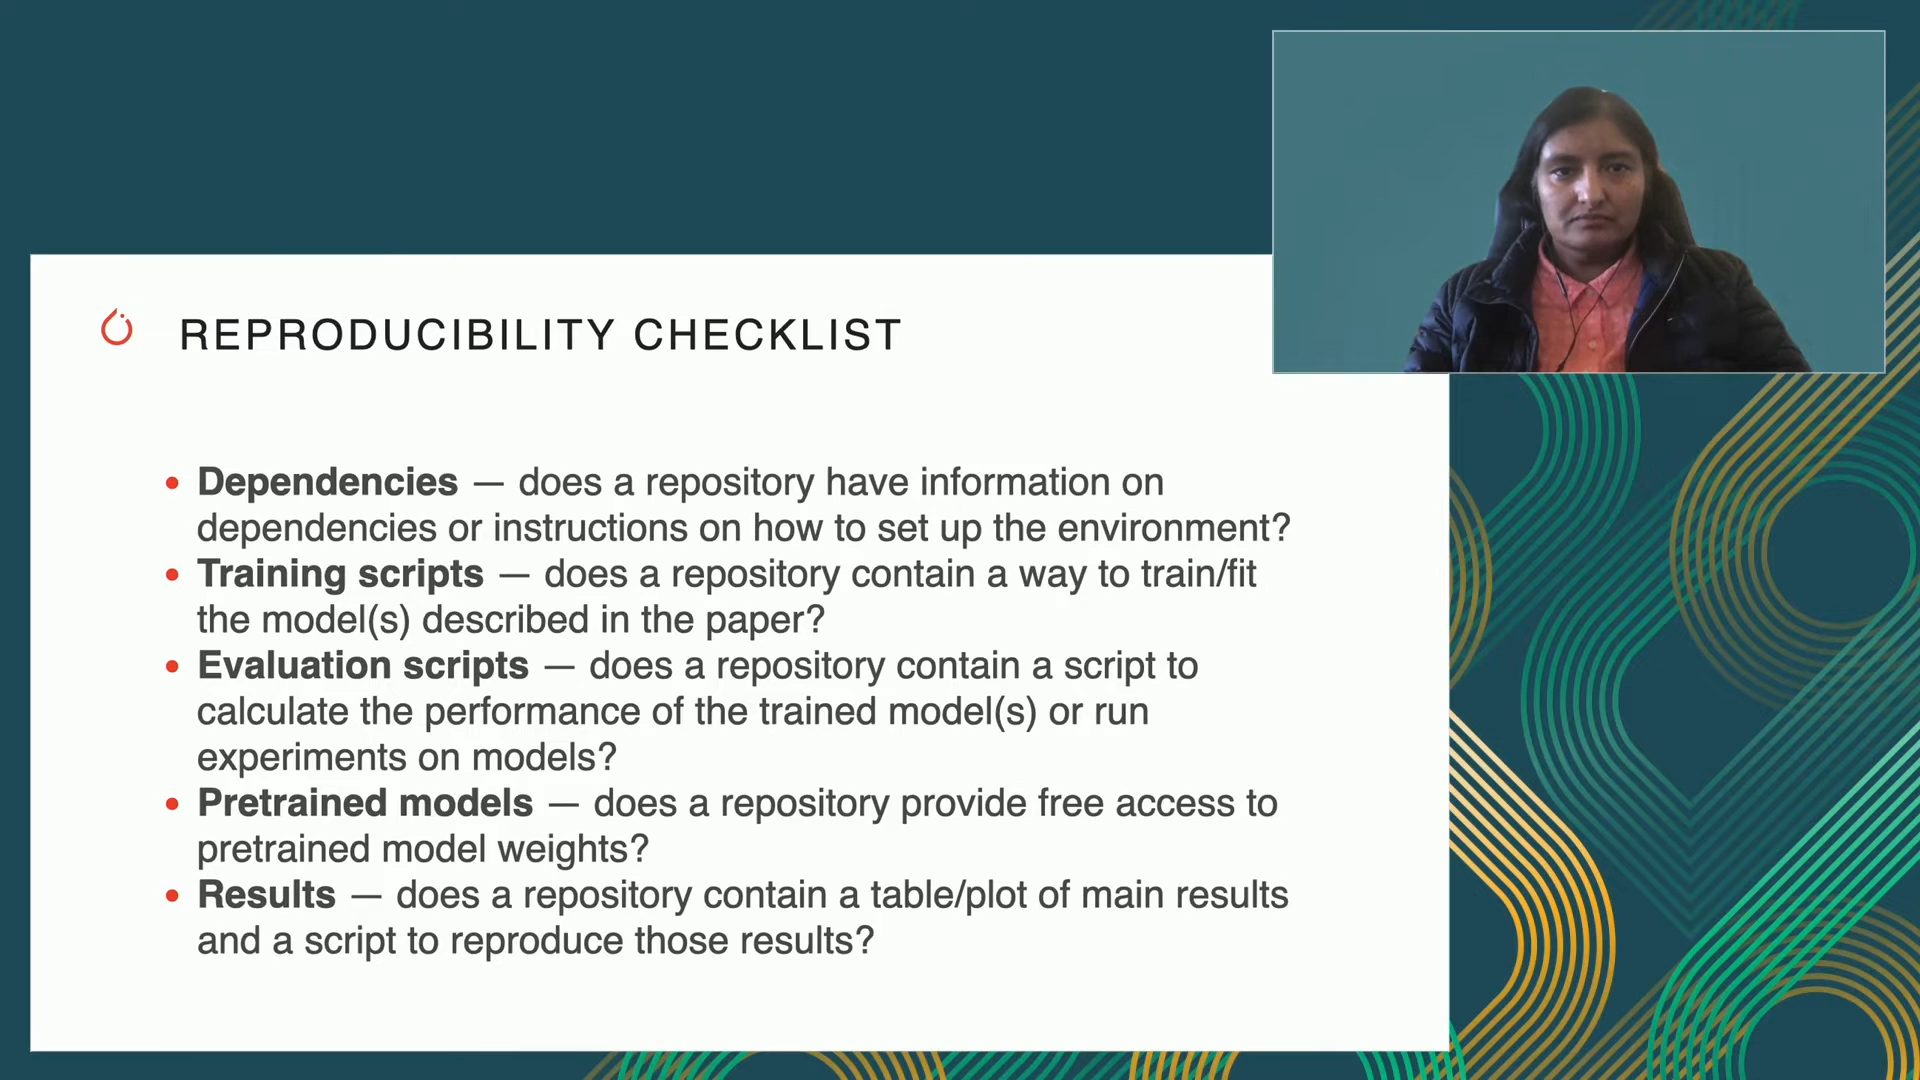 REPRODUCIBILITY CHECKLIST
• Dependencies — does a repository have information on
dependencies or instructions on how to set up the environment?
• Training scripts — does a repository contain a way to train/fit
the model(s) described in the paper?
• Evaluation scripts — does a repository contain a script to
calculate the performance of the trained model(s) or run
experiments on models?
• Pretrained models — does a repository provide free access to
pretrained model weights?
• Results — does a repository contain a table/plot of main results
and a script to reproduce those results?